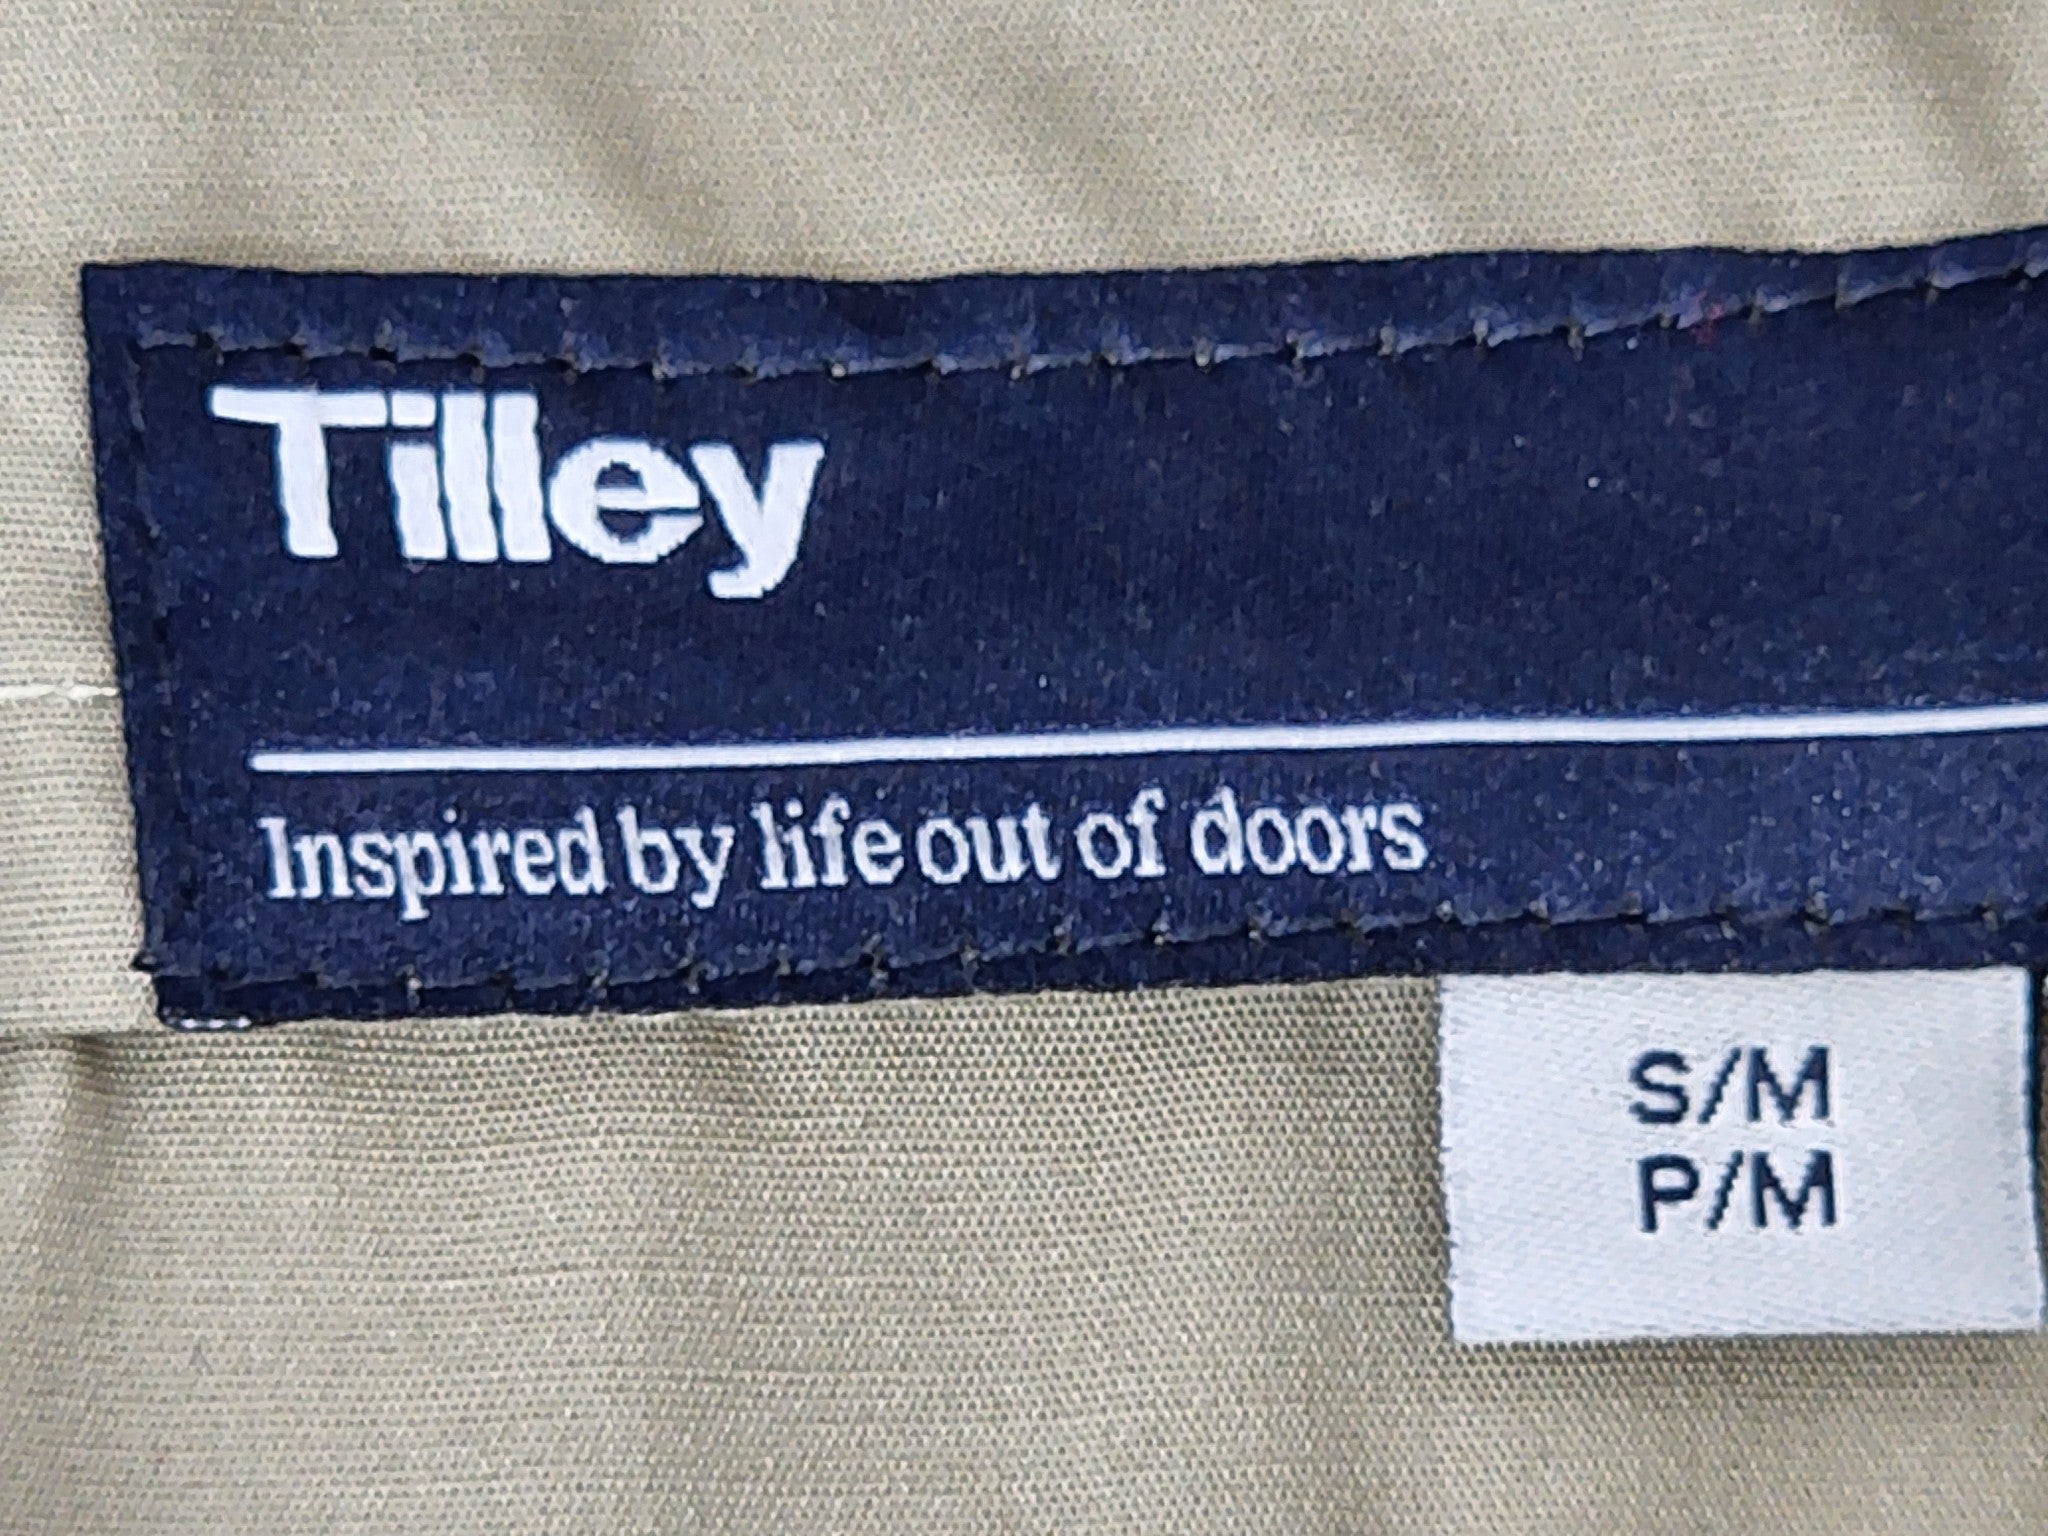 Tilley
Inspired by life out of doors
S/M
P/M